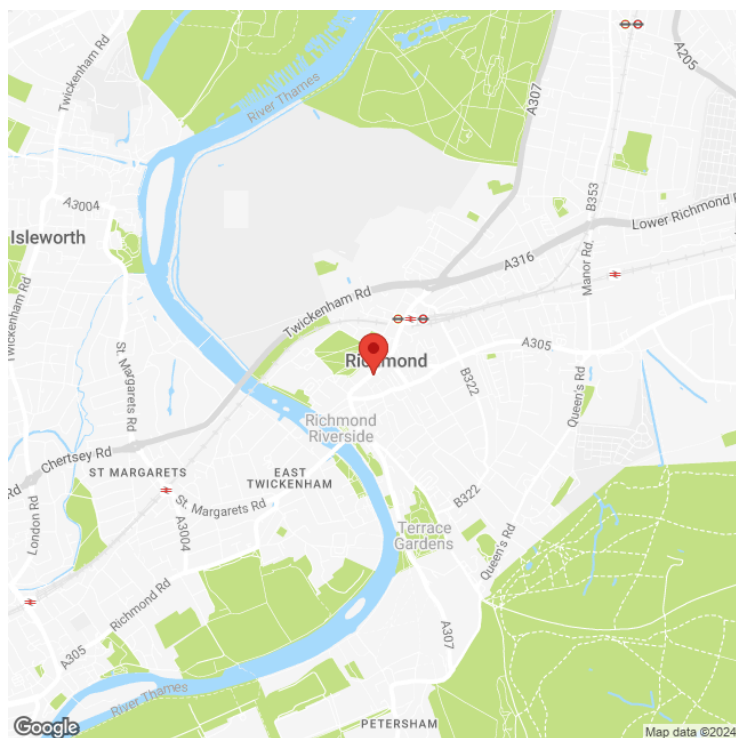 River Thames
Twickenham Rd
A307
A205
A3004
Isleworth
B353
Lower Richmond R
A316
Manor Rd.
Twickenham Rd
Twickenham Rd
Richmond
A305
St. Margarets Rd
B322
Queen's Rd
Richmond
Riverside
Chertsey Rd
ST MARGARETS
EAST
TWICKENHAM
Rd
London Rd
St. Margarets Rd
A3004
B322
Terrace
Gardens
Queen's Rd
Richmond Rd
A307
A305
River Thames
PETERSHAM
Google
Map data ©2024